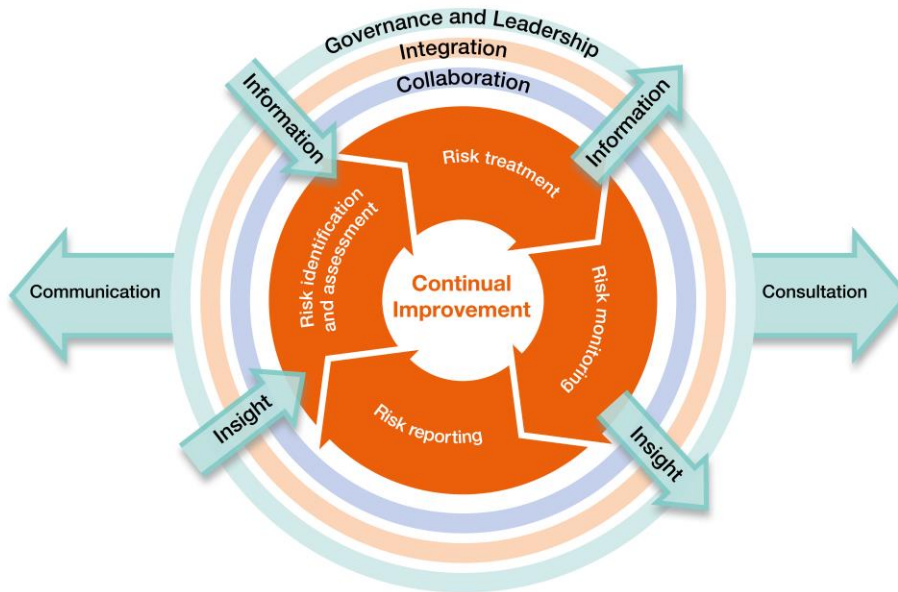 Governance and Leadership
Integration
Collaboration
Information
Information
Risk treatment
Risk identification
and assessment
Continual
Improvement
Risk monitoring
Communication
Consultation
Risk reporting
Insight
Insight